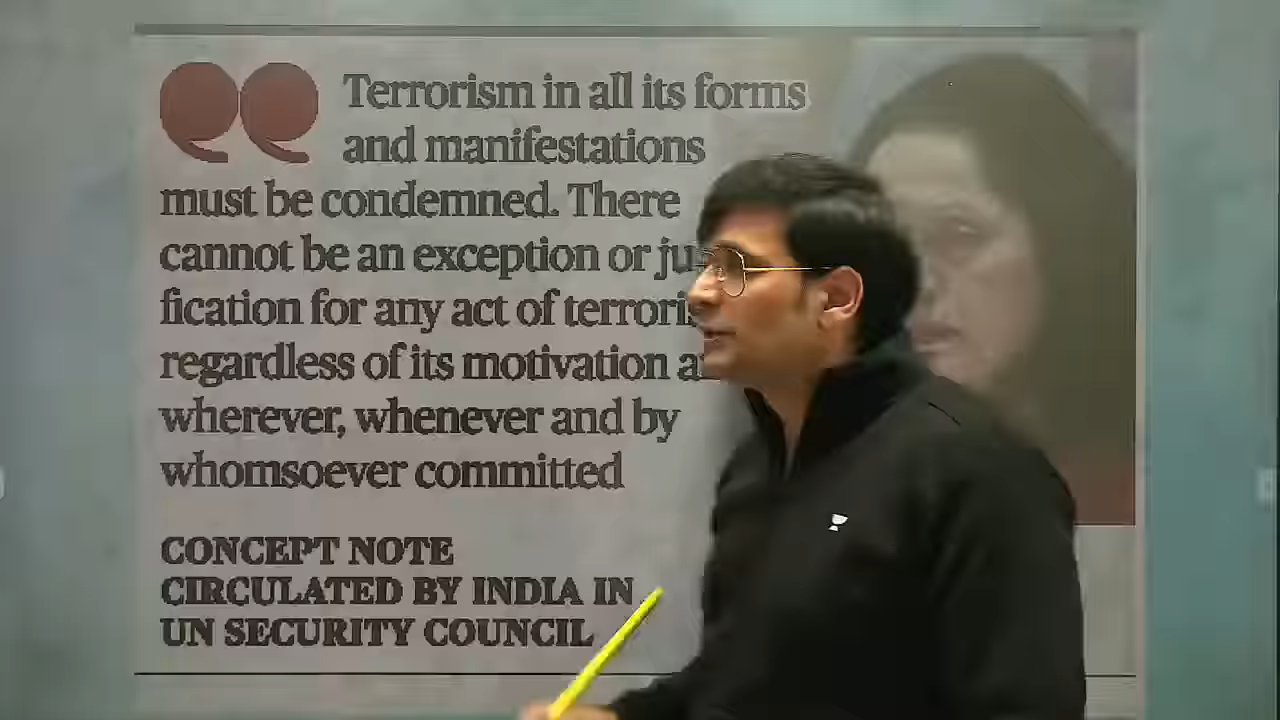 Terrorism in all its forms
and manifestations
must be condemned. There
cannot be an exception or
fication for any act of
regardless of its motivation
wherever, whenever and by
whomsoever committed
CONCEPT NOTE
CIRCULATED BY INDIA IN
UN SECURITY COUNCIL